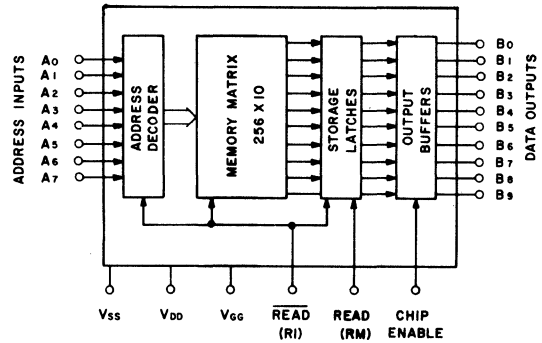 ADDRESS INPUTS
A0
A1
A2
A3
A4
A5
A6
A7
ADDRESS
DECODER
MEMORY MATRIX
256 X 10
STORAGE
LATCHES
OUTPUT
BUFFERS
B0
B1
B2
B3
B4
B5
B6
B7
B8
B9
DATA OUTPUTS
VSS
VDD
VGG
READ
(RI)
READ
(RM)
CHIP
ENABLE